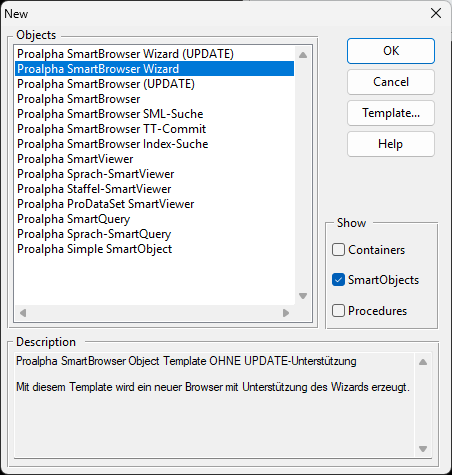 New
Objects
Proalpha SmartBrowser Wizard (UPDATE)
Proalpha SmartBrowser Wizard
Proalpha SmartBrowser (UPDATE)
Proalpha SmartBrowser
Proalpha SmartBrowser SML-Suche
Proalpha SmartBrowser TT-Commit
Proalpha SmartBrowser Index-Suche
Proalpha SmartViewer
Proalpha Sprach-SmartViewer
Proalpha Staffel-SmartViewer
Proalpha ProDataSet SmartViewer
Proalpha SmartQuery
Proalpha Sprach-SmartQuery
Proalpha Simple SmartObject
OK
Cancel
Template...
Help
Show
Containers
SmartObjects
Procedures
Description
Proalpha SmartBrowser Object Template OHNE UPDATE-Unterstützung
Mit diesem Template wird ein neuer Browser mit Unterstützung des Wizards erzeugt.